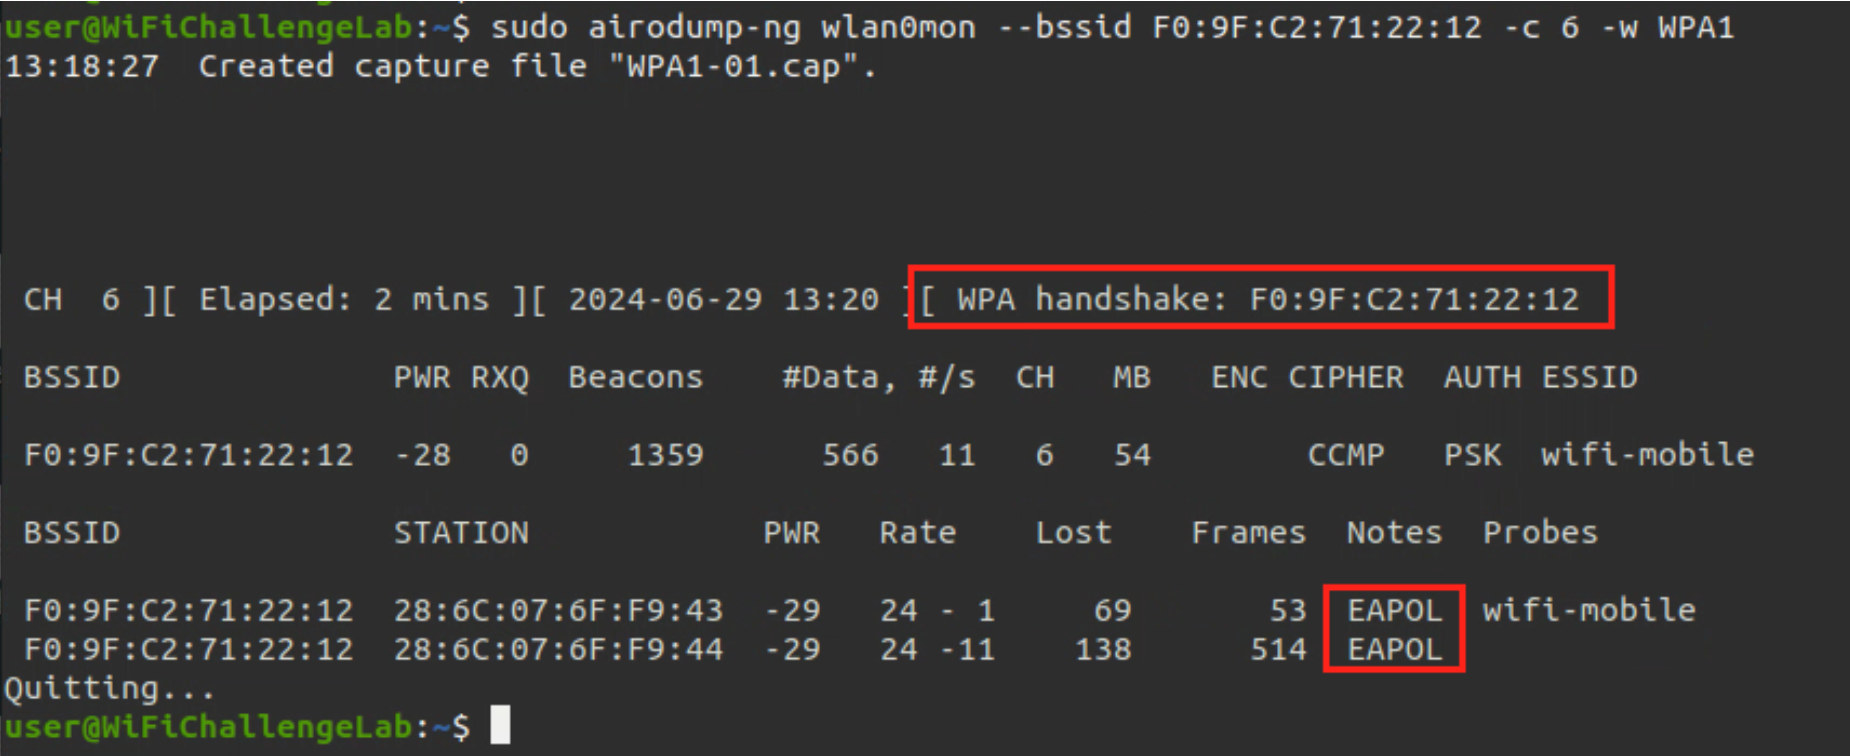 user@WiFiChallengeLab:~$ sudo airodump-ng wlan0mon --bssid F0:9F:C2:71:22:12 -c 6 -w WPA1
13:18:27  Created capture file "WPA1-01.cap".
CH  6 ][ Elapsed: 2 mins ][ 2024-06-29 13:20 ][ WPA handshake: F0:9F:C2:71:22:12
BSSID              PWR RXQ  Beacons    #Data, #/s  CH   MB   ENC CIPHER  AUTH ESSID
F0:9F:C2:71:22:12  -28   0     1359      566   11   6   54        CCMP   PSK  wifi-mobile
BSSID              STATION            PWR   Rate    Lost    Frames  Notes  Probes
F0:9F:C2:71:22:12  28:6C:07:6F:F9:43  -29   24 - 1     69       53  EAPOL  wifi-mobile
F0:9F:C2:71:22:12  28:6C:07:6F:F9:44  -29   24 -11    138      514  EAPOL
Quitting...
user@WiFiChallengeLab:~$